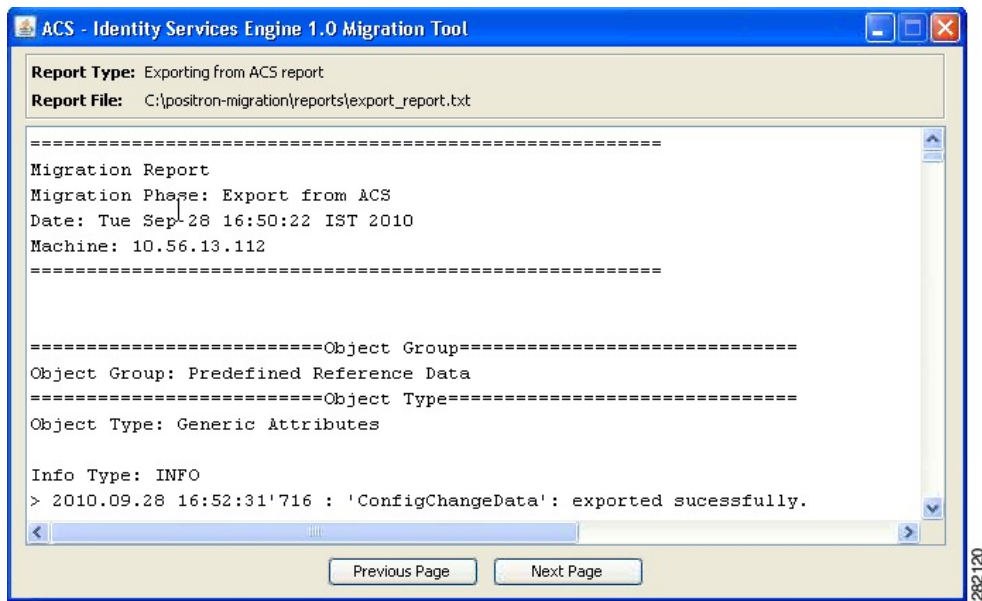 ACS - Identity Services Engine 1.0 Migration Tool
Report Type: Exporting from ACS report
Report File: C:\positron-migration\reports\export_report.txt
========================================================
Migration Report
Migration Phase: Export from ACS
Date: Tue Sep 28 16:50:22 IST 2010
Machine: 10.56.13.112
========================================================
==========================Object Group==============================
Object Group: Predefined Reference Data
==========================Object Type===============================
Object Type: Generic Attributes
Info Type: INFO
> 2010.09.28 16:52:31'716 : 'ConfigChangeData': exported sucessfully.
Previous Page Next Page
282120